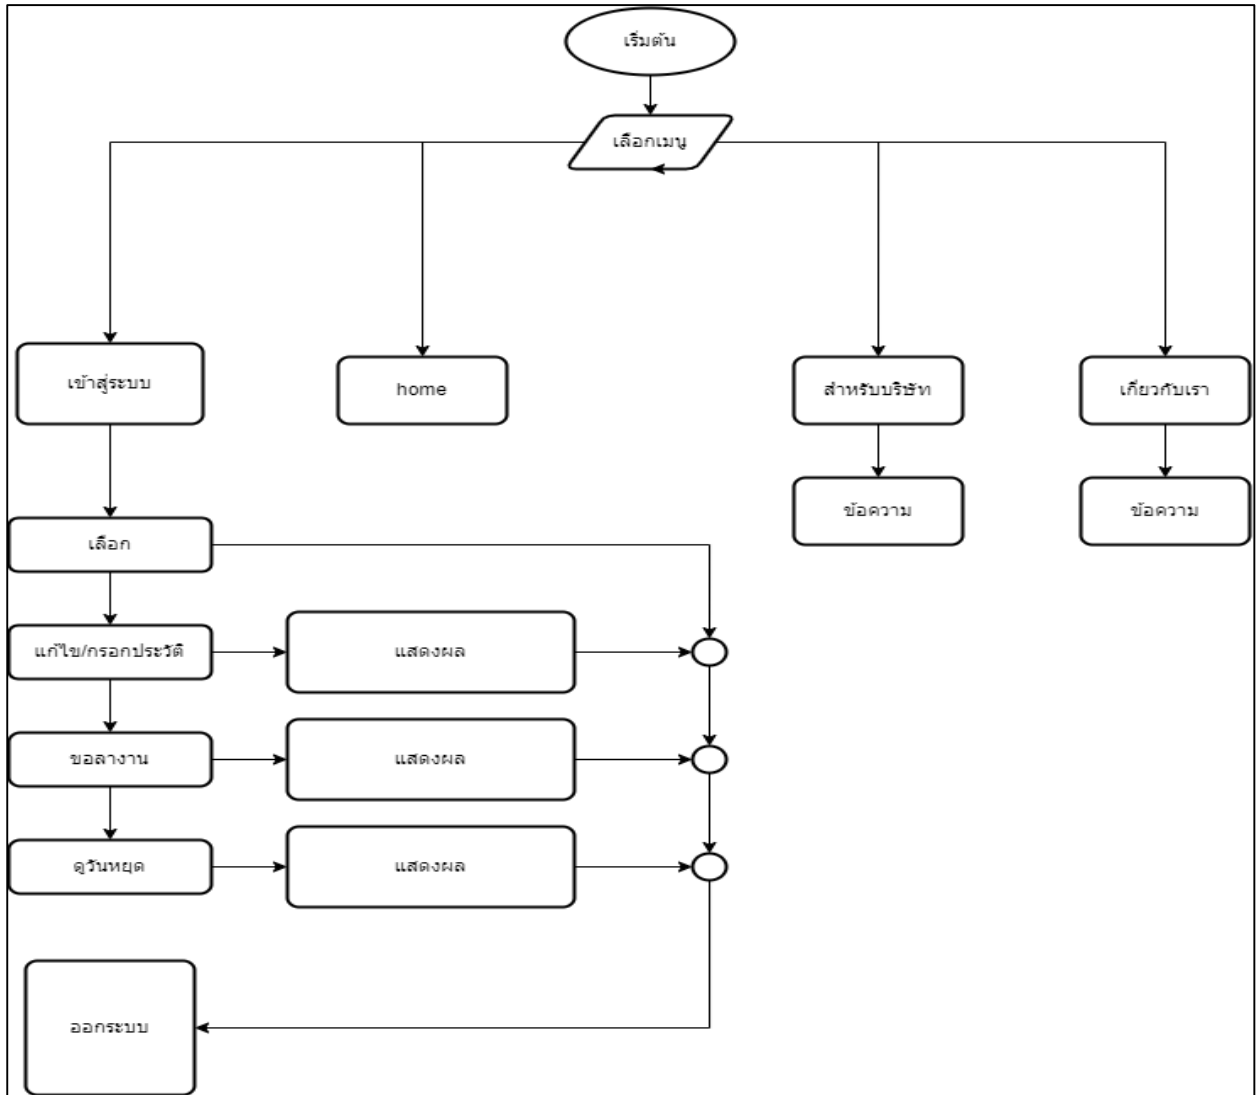 เริ่มต้น
เลือกเมนู
เข้าสู่ระบบ
home
สำหรับบริษัท
เกี่ยวกับเรา
ข้อความ
ข้อความ
เลือก
แก้ไข/กรอกประวัติ
แสดงผล
ขอลางาน
แสดงผล
ดูวันหยุด
แสดงผล
ออกระบบ